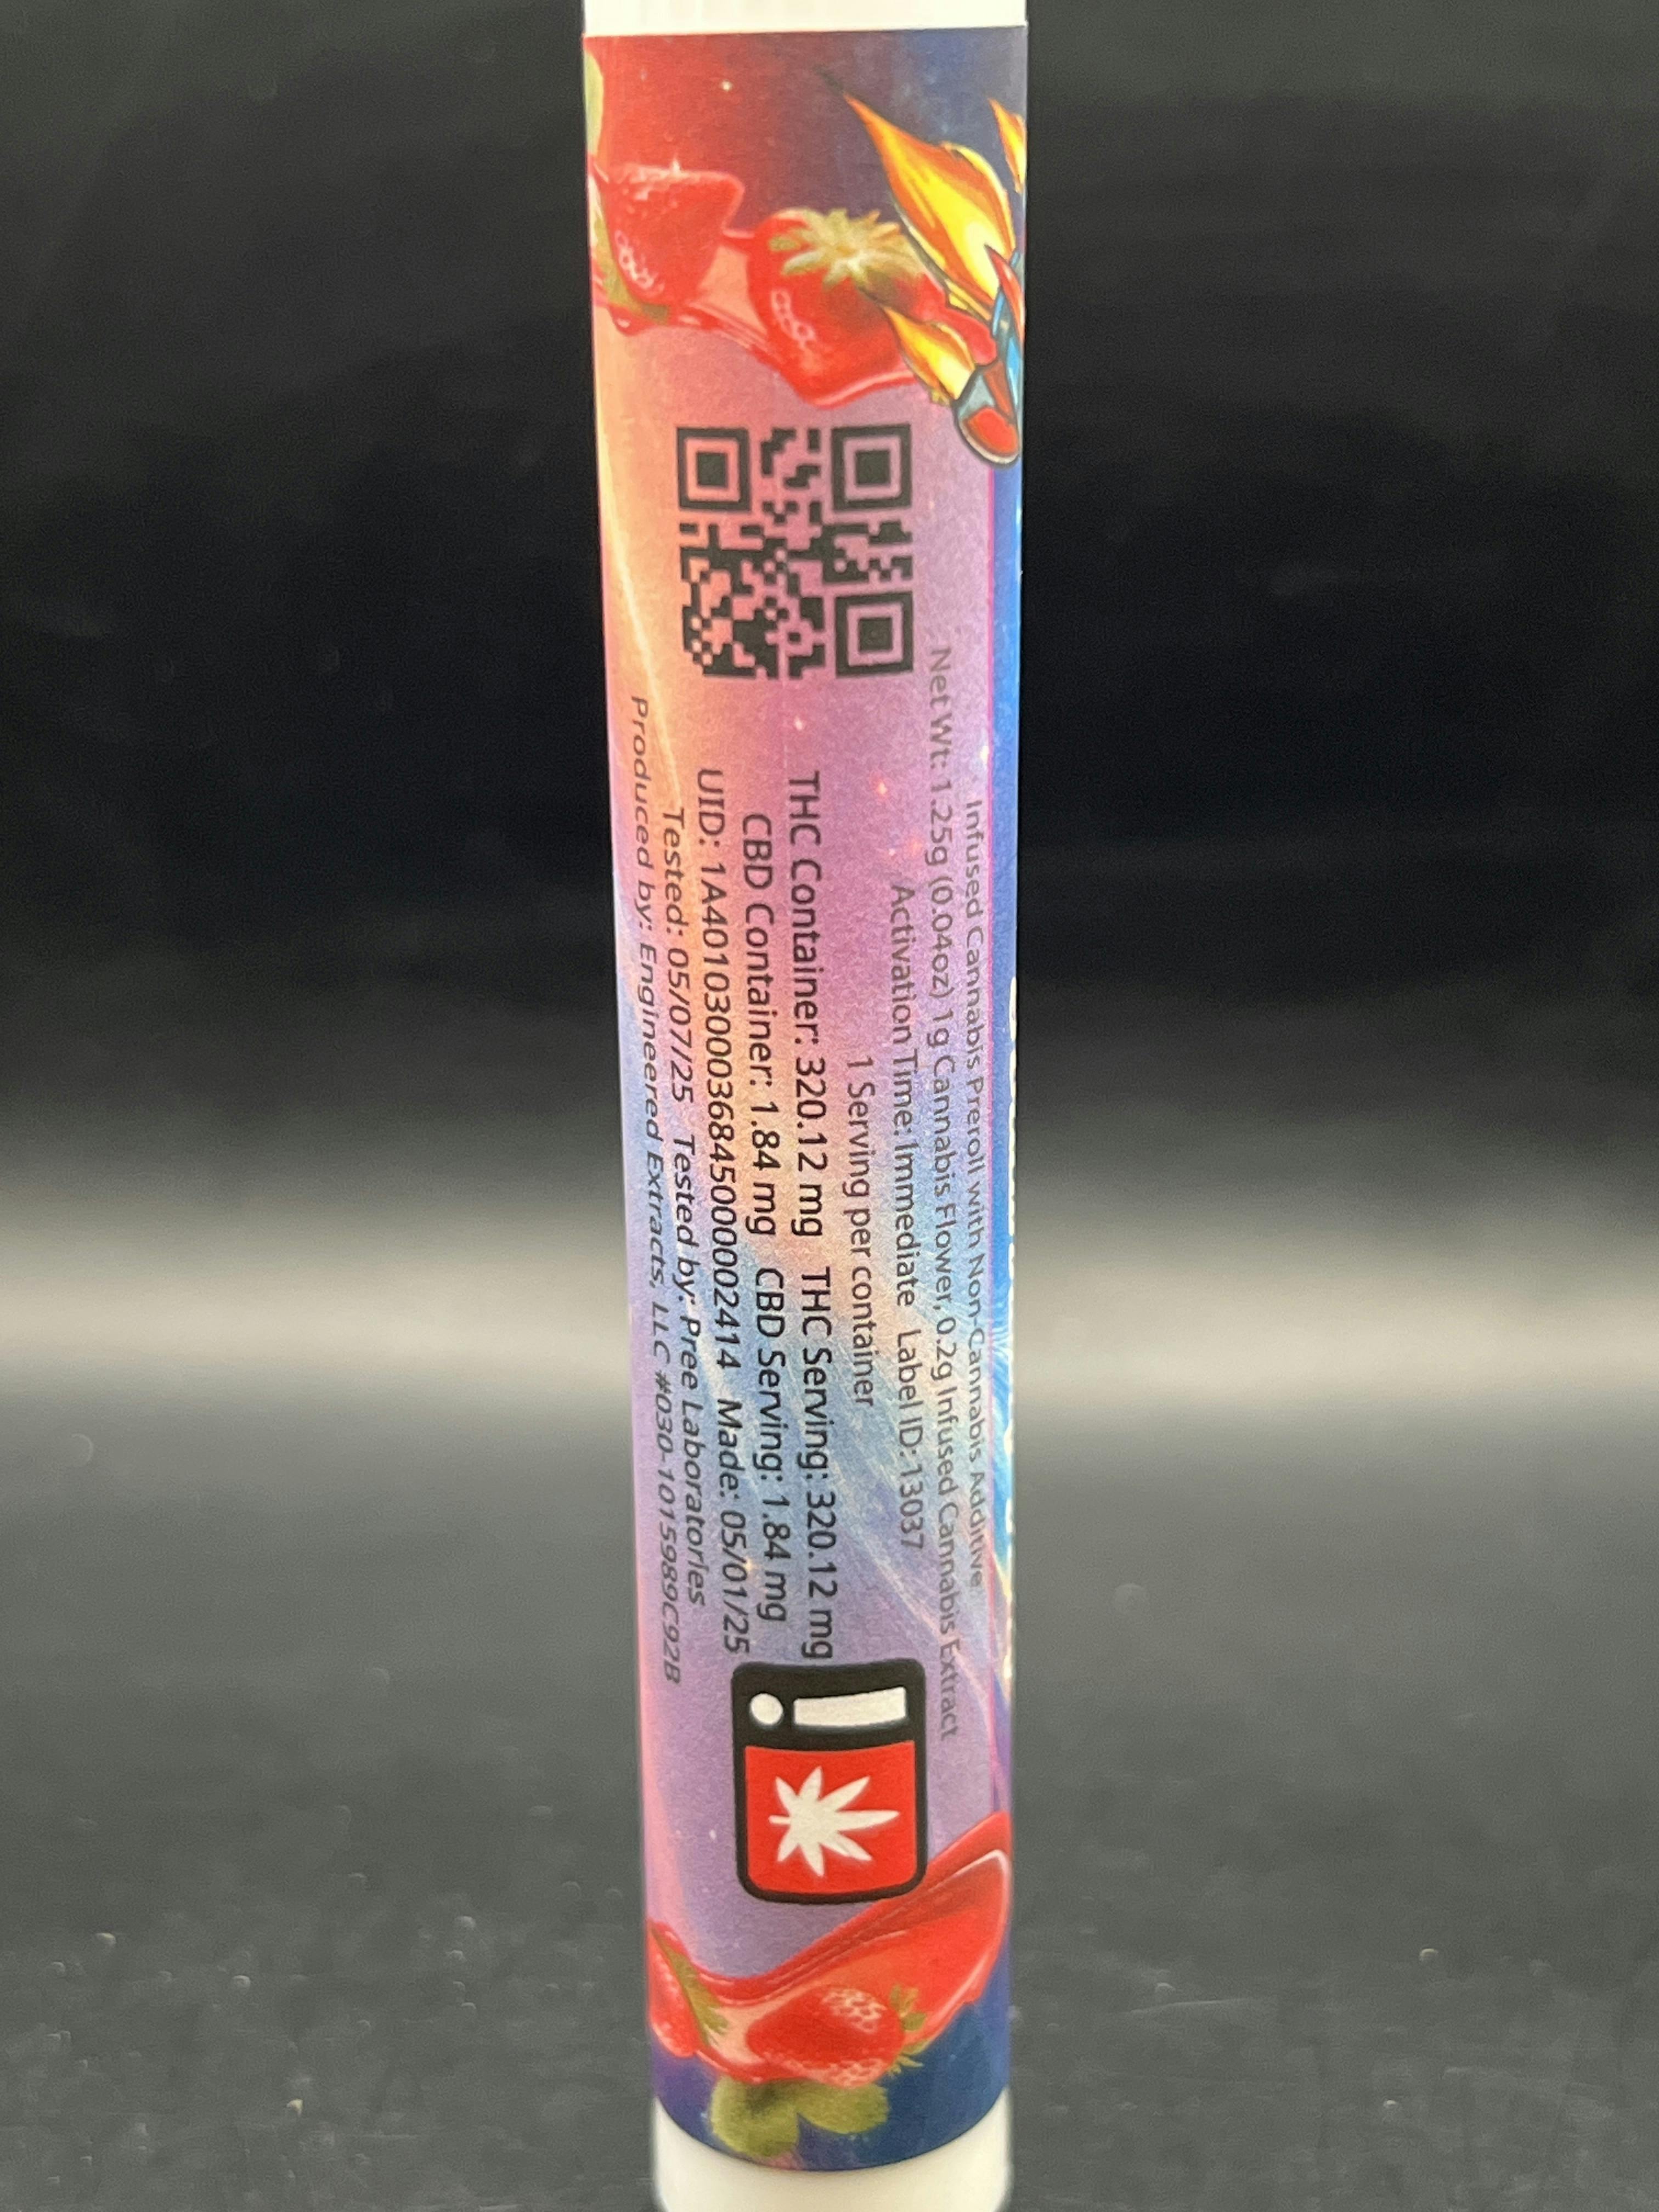 Infused Cannabis Preroll with Non-Cannabis Additive
Net Wt: 1.25g (0.04oz) 1g Cannabis Flower, 0.2g Infused Cannabis Extract
Activation Time: Immediate Label ID: 13037
1 Serving per container
THC Container: 320.12 mg THC Serving: 320.12 mg
CBD Container: 1.84 mg CBD Serving: 1.84 mg
UID: 1A4010300036845000002414 Made: 05/01/25
Tested: 05/07/25 Tested by: Pree Laboratories
Produced by: Engineered Extracts, LLC #030-1015989C92B
!